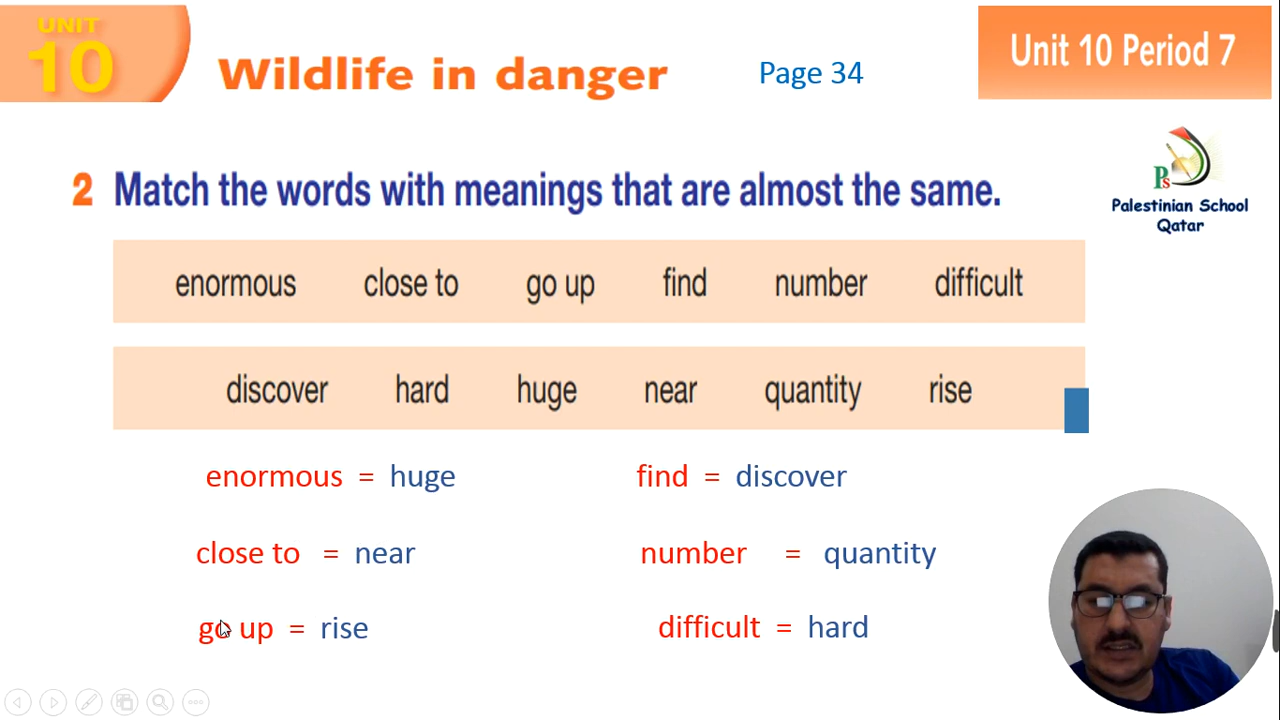 UNIT
10
Wildlife in danger
Page 34
Unit 10 Period 7
Ps
Palestinian School
Qatar
2 Match the words with meanings that are almost the same.
enormous close to go up find number difficult
discover hard huge near quantity rise
enormous = huge
find = discover
close to = near
number = quantity
go up = rise
difficult = hard